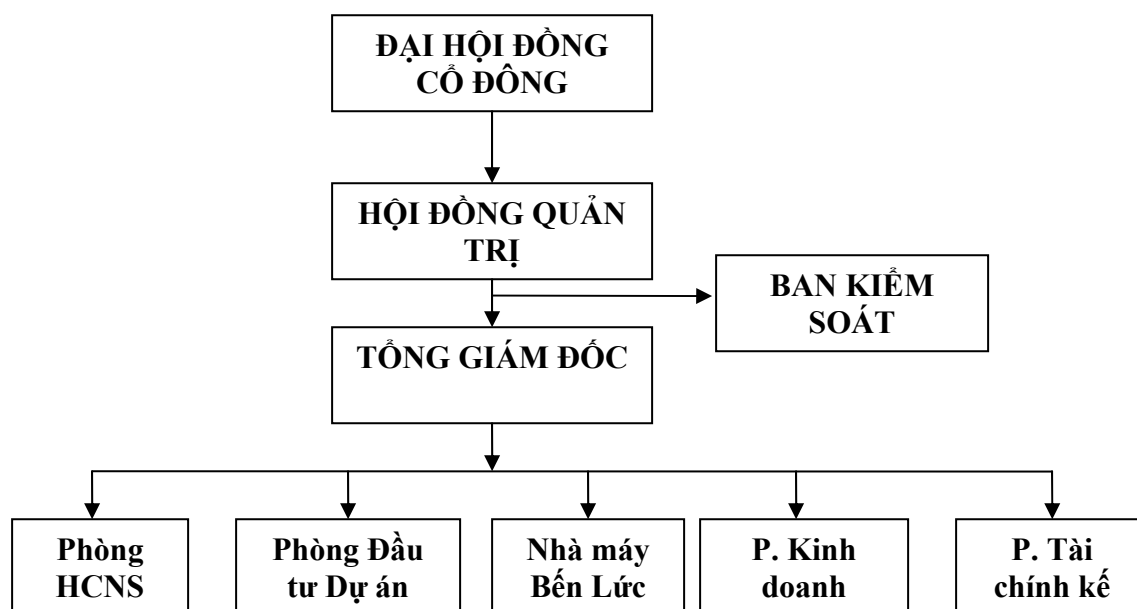 ĐẠI HỘI ĐỒNG
CỔ ĐÔNG
HỘI ĐỒNG QUẢN
TRỊ
BAN KIỂM
SOÁT
TỔNG GIÁM ĐỐC
Phòng
HCNS
Phòng Đầu
tư Dự án
Nhà máy
Bến Lức
P. Kinh
doanh
P. Tài
chính kế